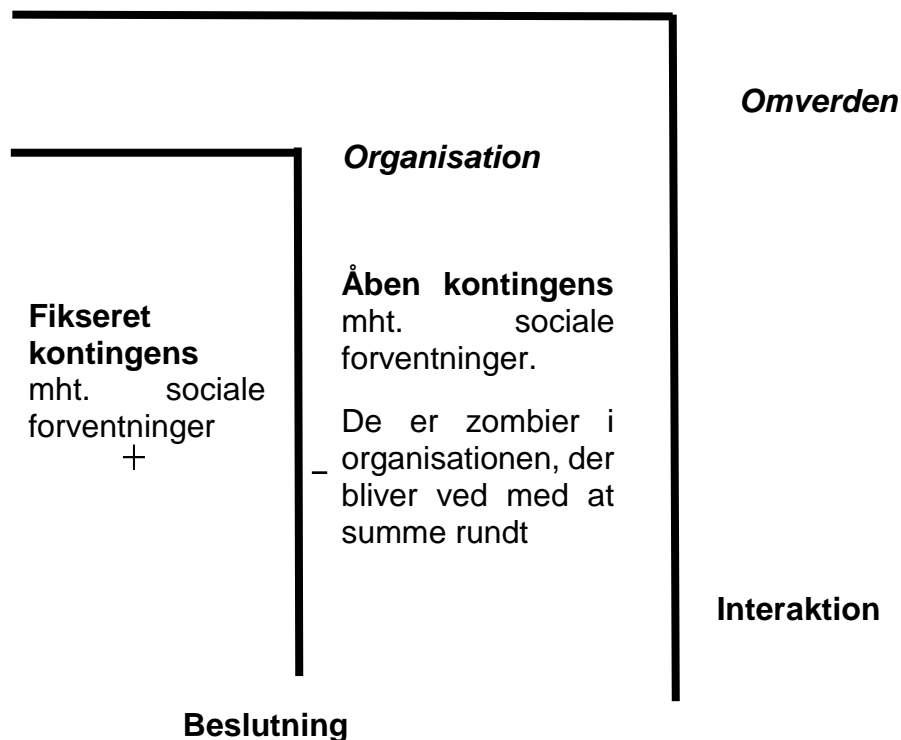 Omverden
Organisation
Fikseret
kontingens
mht. sociale
forventninger
+
Åben kontingens
mht. sociale
forventninger.
De er zombier i
organisationen, der
bliver ved med at
summe rundt
–
Interaktion
Beslutning